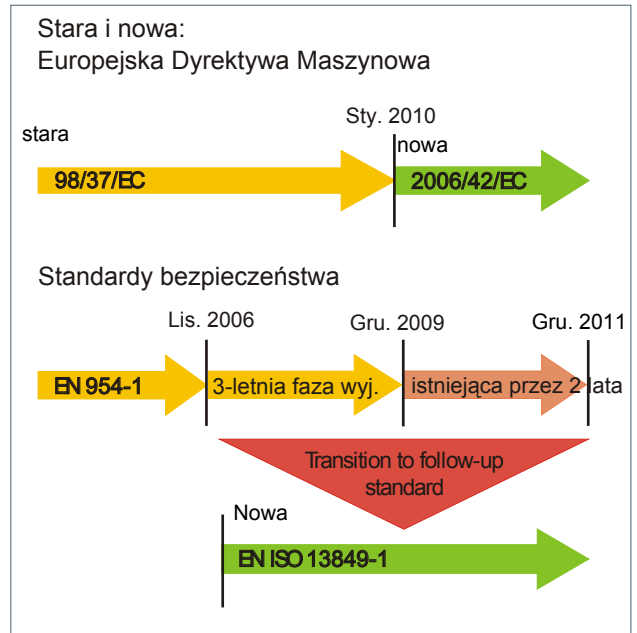 Stara i nowa:
Europejska Dyrektywa Maszynowa
Sty. 2010
stara
nowa
98/37/EC
2006/42/EC
Standardy bezpieczeństwa
Lis. 2006
Gru. 2009
Gru. 2011
EN 954-1
3-letnia faza wyj.
istniejąca przez 2 lata
Transition to follow-up
standard
Nowa
EN ISO 13849-1